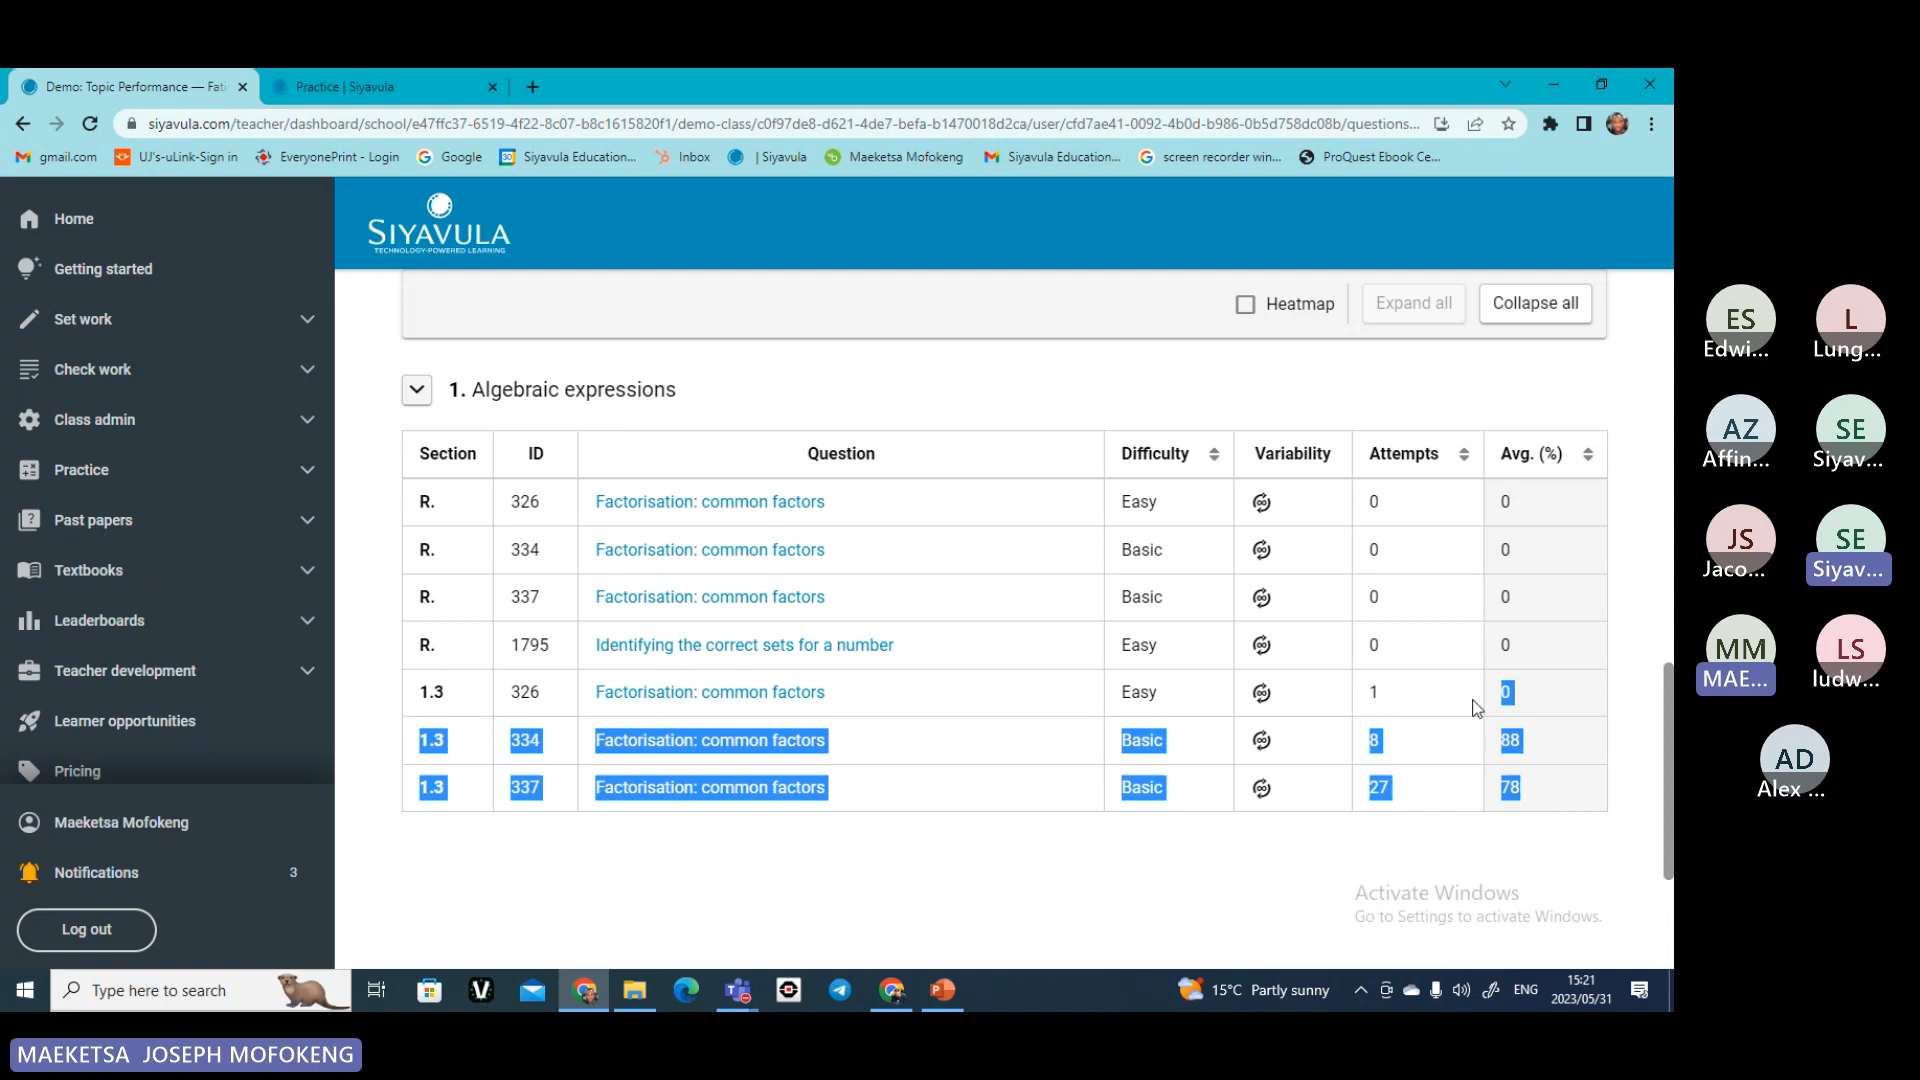 Demo: Topic Performance — Fati
Practice | Siyavula
siyavula.com/teacher/dashboard/school/e47ffc37-6519-4f22-8c07-b8c1615820f1/demo-class/c0f97de8-d621-4de7-befa-b1470018d2ca/user/cfd7ae41-0092-4b0d-b986-0b5d758dc08b/questions...
gmail.com UJ's-uLink-Sign in EveryonePrint - Login Google Siyavula Education... Inbox | Siyavula Maeketsa Mofokeng Siyavula Education... screen recorder win... ProQuest Ebook Ce...
Home
Getting started
Set work
Check work
Class admin
Practice
Past papers
Textbooks
Leaderboards
Teacher development
Learner opportunities
Pricing
Maeketsa Mofokeng
Notifications 3
Log out
SIYAVULA
TECHNOLOGY-POWERED LEARNING
Heatmap Expand all Collapse all
1. Algebraic expressions
Section ID Question Difficulty Variability Attempts Avg. (%)
R. 326 Factorisation: common factors Easy 0 0
R. 334 Factorisation: common factors Basic 0 0
R. 337 Factorisation: common factors Basic 0 0
R. 1795 Identifying the correct sets for a number Easy 0 0
1.3 326 Factorisation: common factors Easy 1 0
1.3 334 Factorisation: common factors Basic 8 88
1.3 337 Factorisation: common factors Basic 27 78
Activate Windows
Go to Settings to activate Windows.
Type here to search
15°C Partly sunny
ENG
15:21
2023/05/31
ES
Edwi...
L
Lung...
AZ
Affin...
SE
Siyav...
JS
Jaco...
SE
Siyav...
MM
MAE...
LS
ludw...
AD
Alex ...
MAEKETSA JOSEPH MOFOKENG